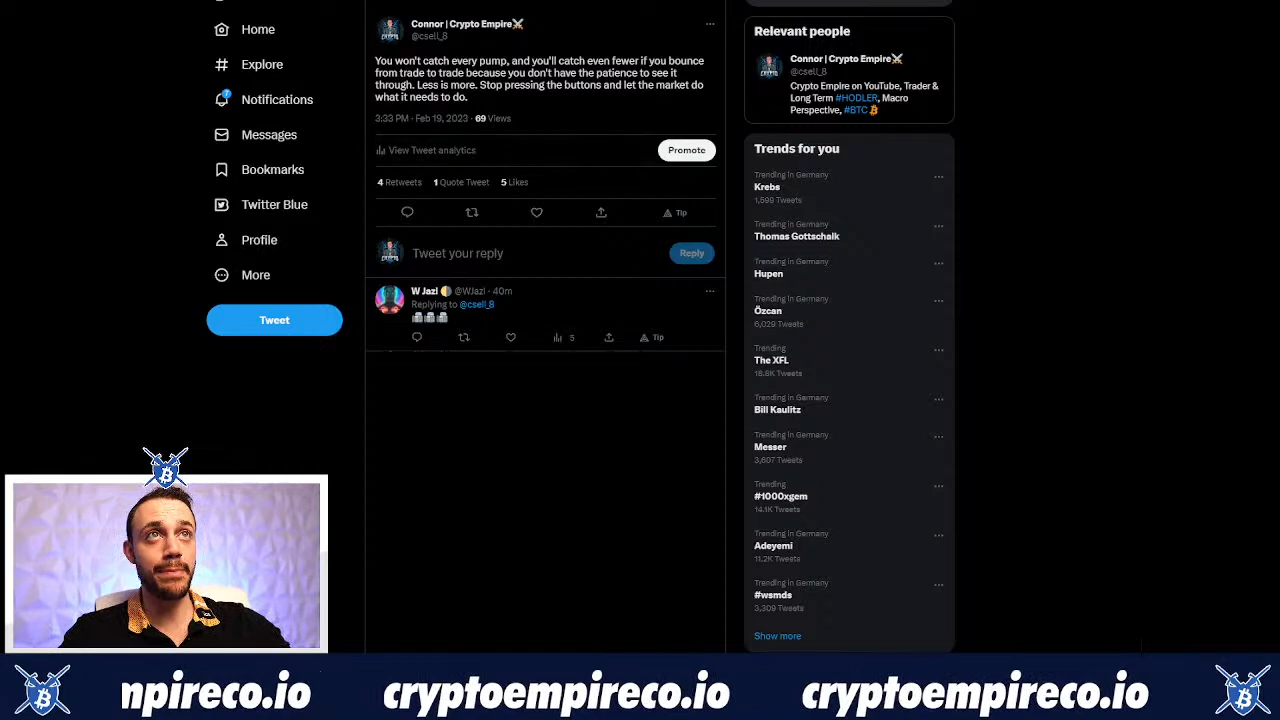 Home
Explore
7
Notifications
Messages
Bookmarks
Twitter Blue
Profile
More
Tweet
Connor | Crypto Empire⚔️
@csell_8
You won't catch every pump, and you'll catch even fewer if you bounce
from trade to trade because you don't have the patience to see it
through. Less is more. Stop pressing the buttons and let the market do
what it needs to do.
3:33 PM · Feb 19, 2023 · 69 Views
View Tweet analytics
Promote
4 Retweets 1 Quote Tweet 5 Likes
Tip
Tweet your reply
Reply
W Jazi 🌗 @WJazi · 40m
Replying to @csell_8
5 Tip
Relevant people
Connor | Crypto Empire⚔️
@csell_8
Crypto Empire on YouTube, Trader &
Long Term #HODLER, Macro
Perspective, #BTC
Trends for you
Trending in Germany
Krebs
1,599 Tweets
Trending in Germany
Thomas Gottschalk
Trending in Germany
Hupen
Trending in Germany
Özcan
6,029 Tweets
Trending
The XFL
18.8K Tweets
Trending in Germany
Bill Kaulitz
Trending in Germany
Messer
3,607 Tweets
Trending
#1000xgem
14.1K Tweets
Trending in Germany
Adeyemi
11.2K Tweets
Trending in Germany
#wsmds
3,309 Tweets
Show more
npireco.io cryptoempireco.io cryptoempireco.io